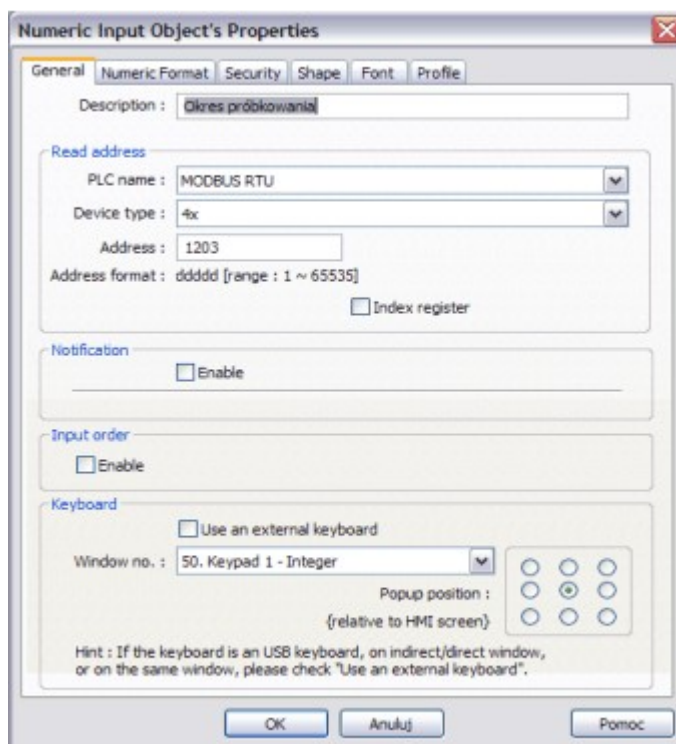 Numeric Input Object's Properties
General Numeric Format Security Shape Font Profile
Description : Okres próbkowania
Read address
PLC name : MODBUS RTU
Device type : 4x
Address : 1203
Address format : ddddd [range : 1 ~ 65535]
Index register
Notification
Enable
Input order
Enable
Keyboard
Use an external keyboard
Window no. : 50. Keypad 1 - Integer
Popup position :
{relative to HMI screen}
Hint : If the keyboard is an USB keyboard, on indirect/direct window,
or on the same window, please check "Use an external keyboard".
OK Anuluj Pomoc